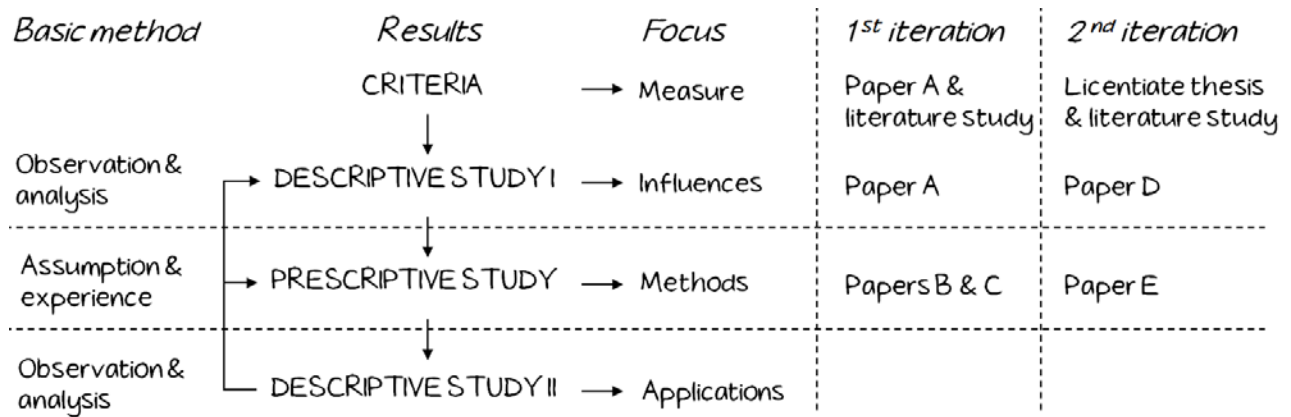 Basic method Results Focus 1st iteration 2nd iteration
CRITERIA Measure Paper A & Licentiate thesis
literature study & literature study
Observation &
analysis DESCRIPTIVE STUDY I Influences Paper A Paper D
Assumption &
experience PRESCRIPTIVE STUDY Methods Papers B & C Paper E
Observation &
analysis DESCRIPTIVE STUDY II Applications